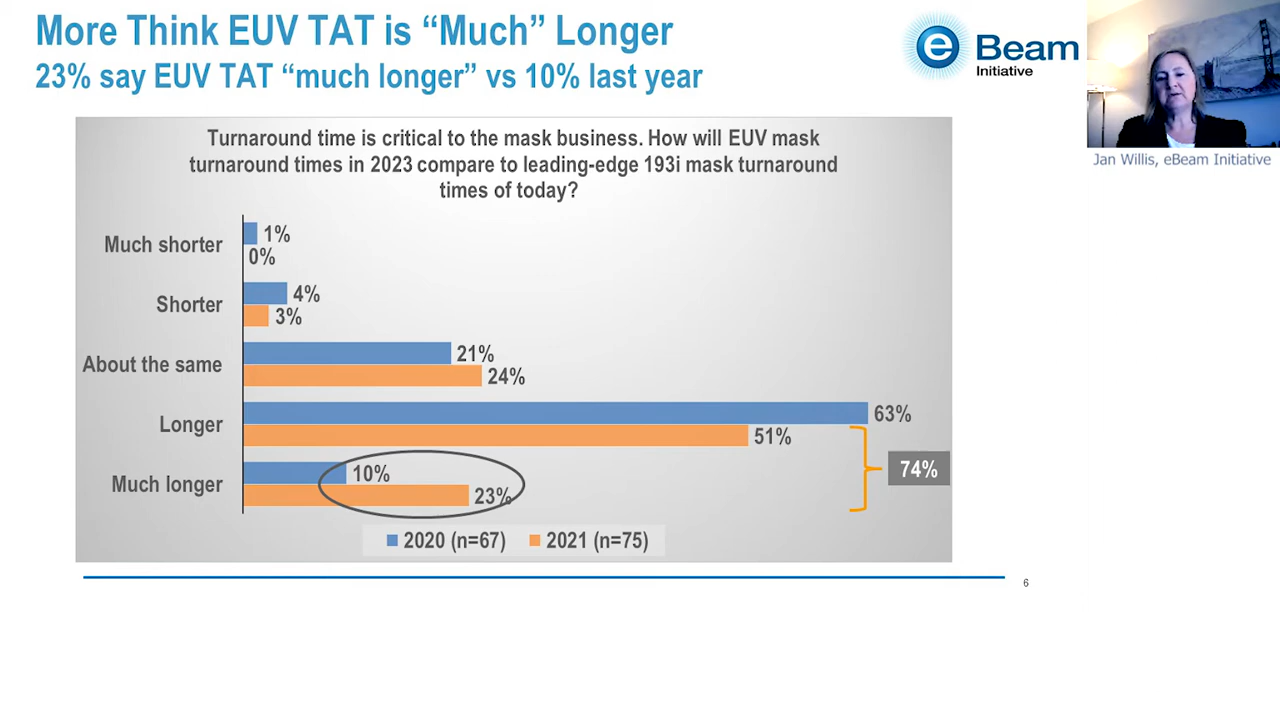 More Think EUV TAT is “Much” Longer
23% say EUV TAT “much longer” vs 10% last year
e Beam
Initiative
Jan Willis, eBeam Initiative
Turnaround time is critical to the mask business. How will EUV mask
turnaround times in 2023 compare to leading-edge 193i mask turnaround
times of today?
Much shorter
1%
0%
Shorter
4%
3%
About the same
21%
24%
Longer
63%
51%
74%
Much longer
10%
23%
2020 (n=67) 2021 (n=75)
6